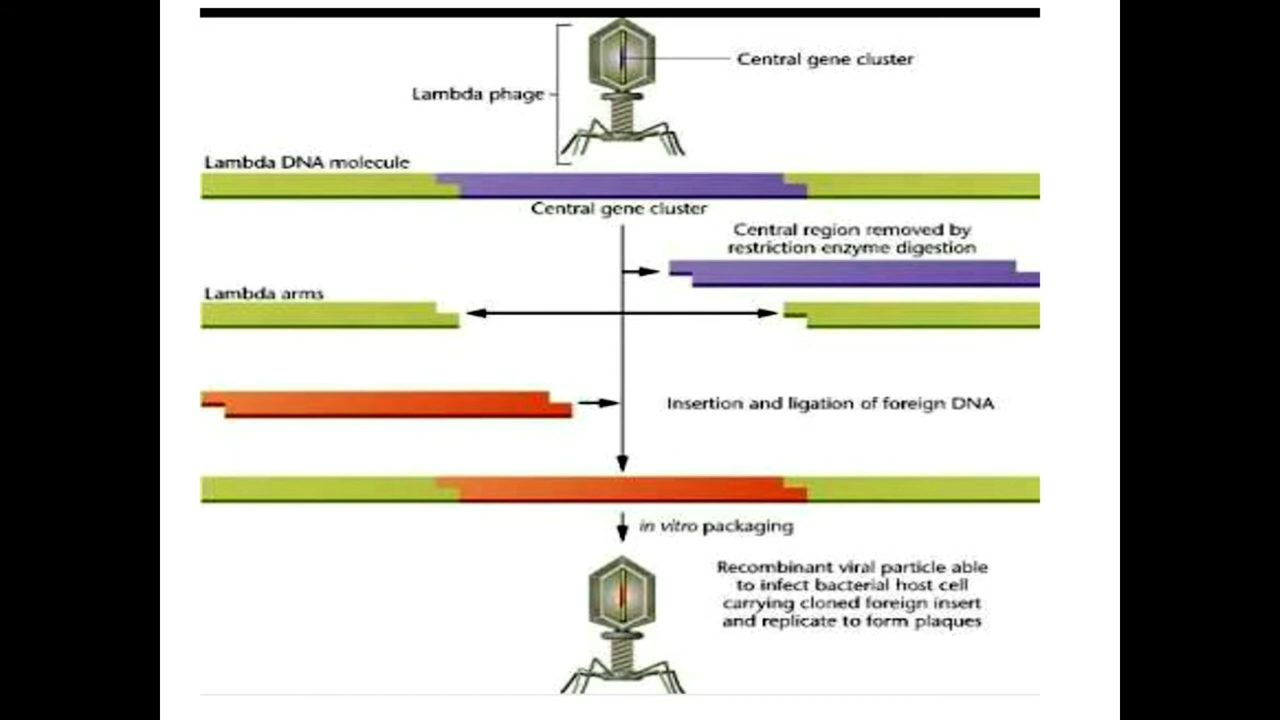 Central gene cluster
Lambda phage
Lambda DNA molecule
Central gene cluster
Central region removed by
restriction enzyme digestion
Lambda arms
Insertion and ligation of foreign DNA
in vitro packaging
Recombinant viral particle able
to infect bacterial host cell
carrying cloned foreign insert
and replicate to form plaques